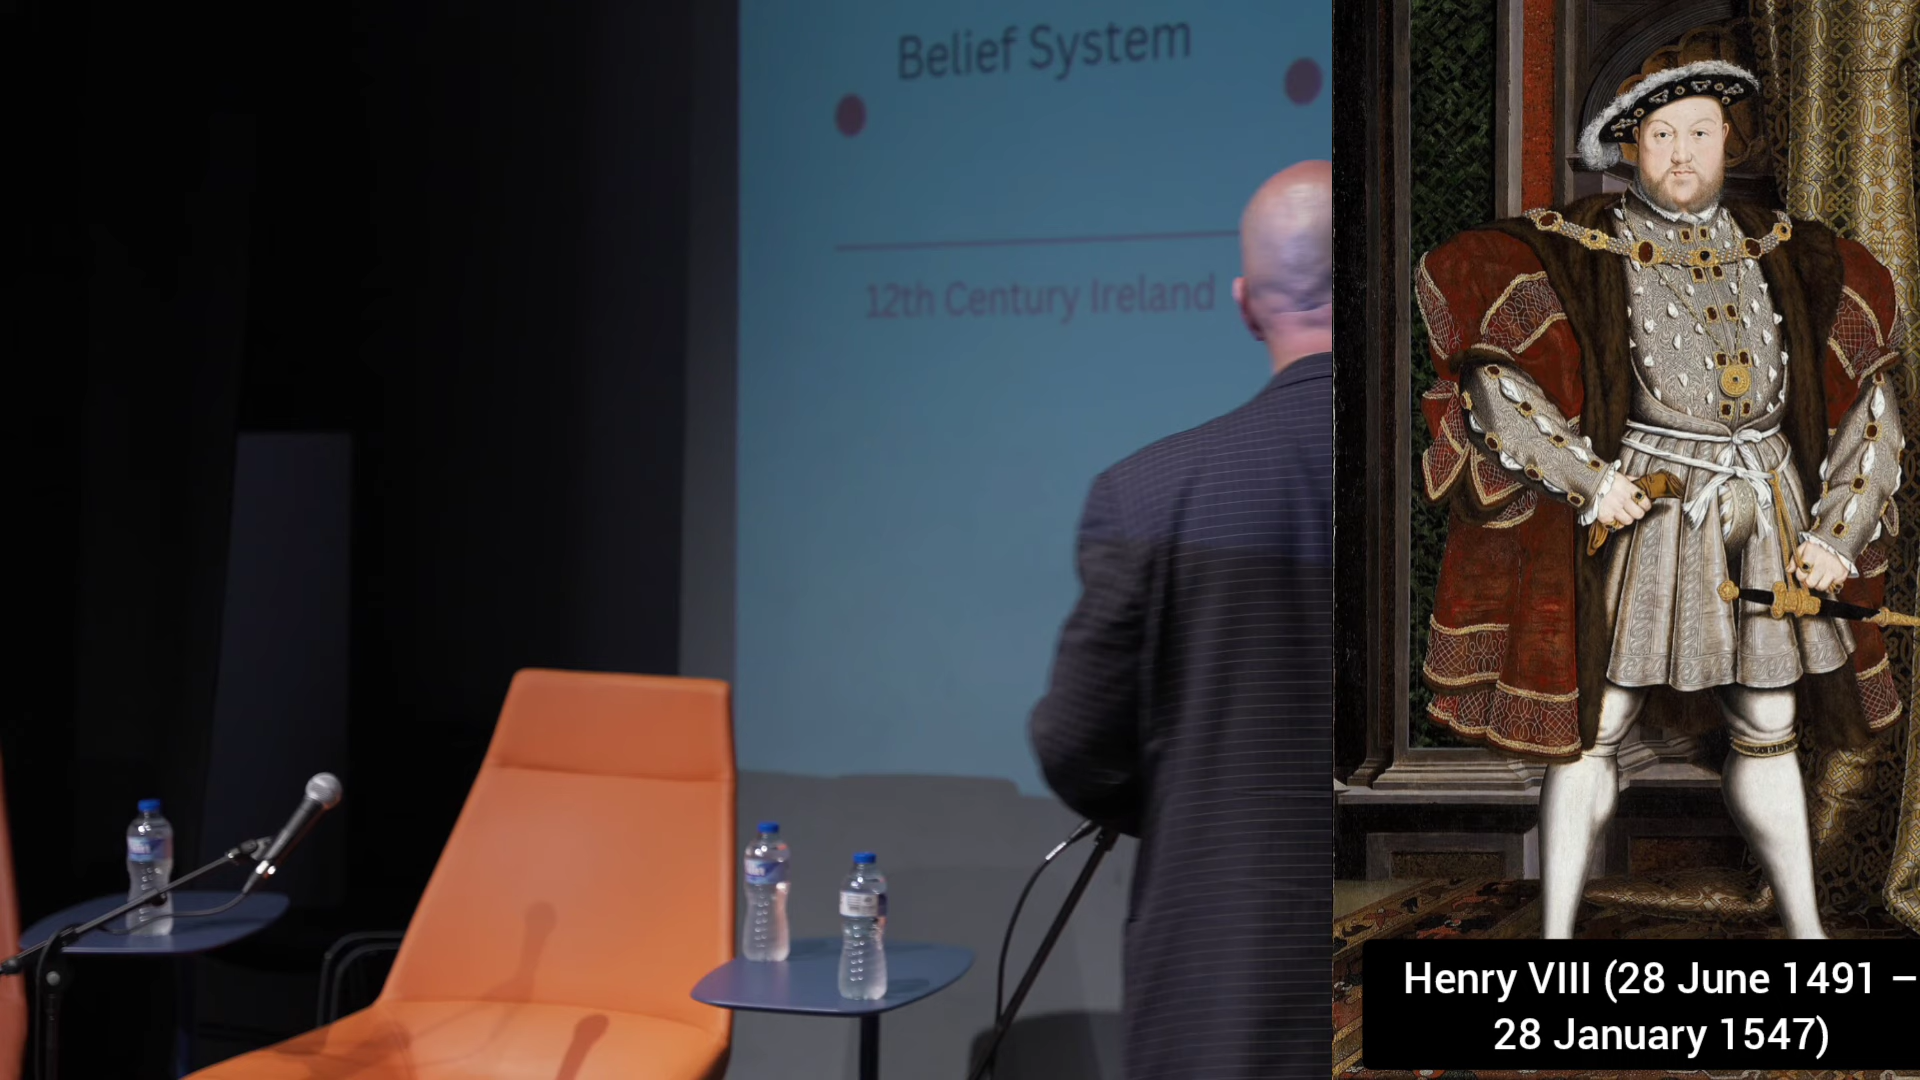 Belief System
12th Century Ireland
Henry VIII (28 June 1491 –
28 January 1547)